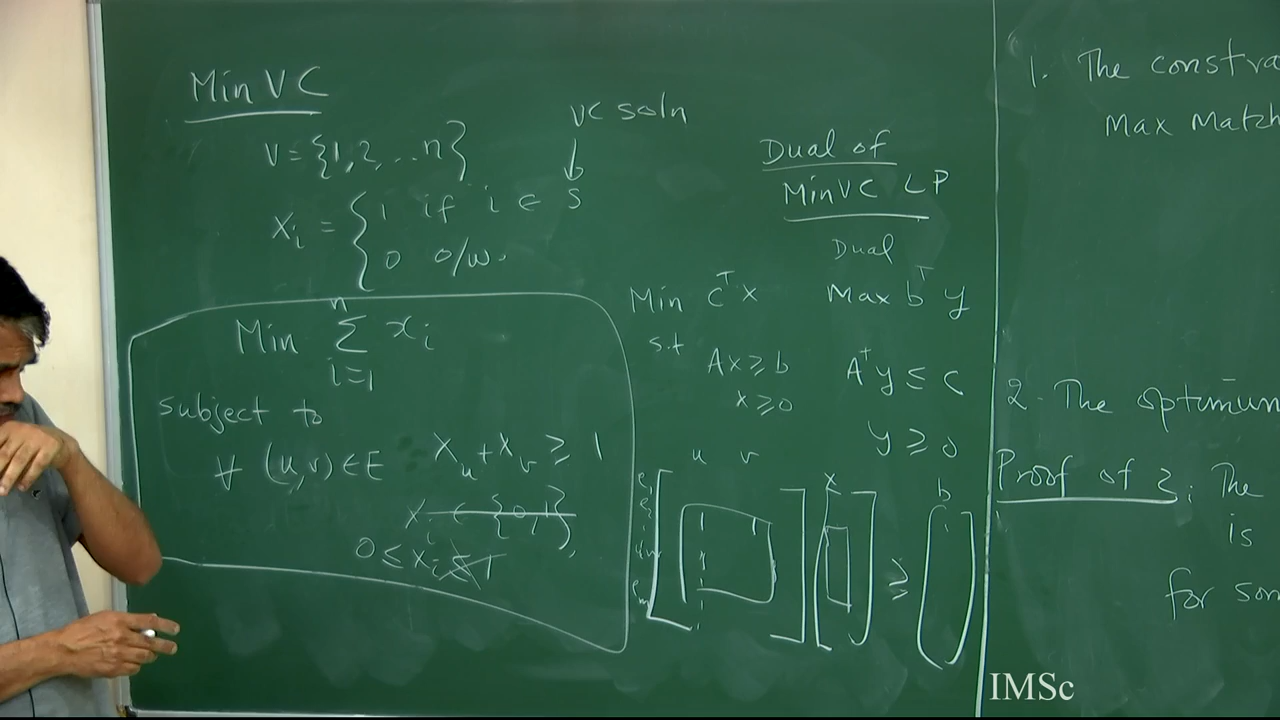 Min VC
V = {1, 2, .. n}
VC soln
↓
x_i = { 1 if i ∈ S
0 o/w.
Min Σ_{i=1}^{n} x_i
subject to
∀ (u,v) ∈ E x_u + x_v ≥ 1
x_i ∈ {0,1},
0 ≤ x_i ≤ 1
Dual of
Min VC LP
Dual
Min c^T x Max b^T y
s.t
Ax ≥ b A^T y ≤ c
x ≥ 0
y ≥ 0
u v
x b
≥
1. The constra
Max Match
2. The optimum
Proof of 2: The
is
for som
IMSc